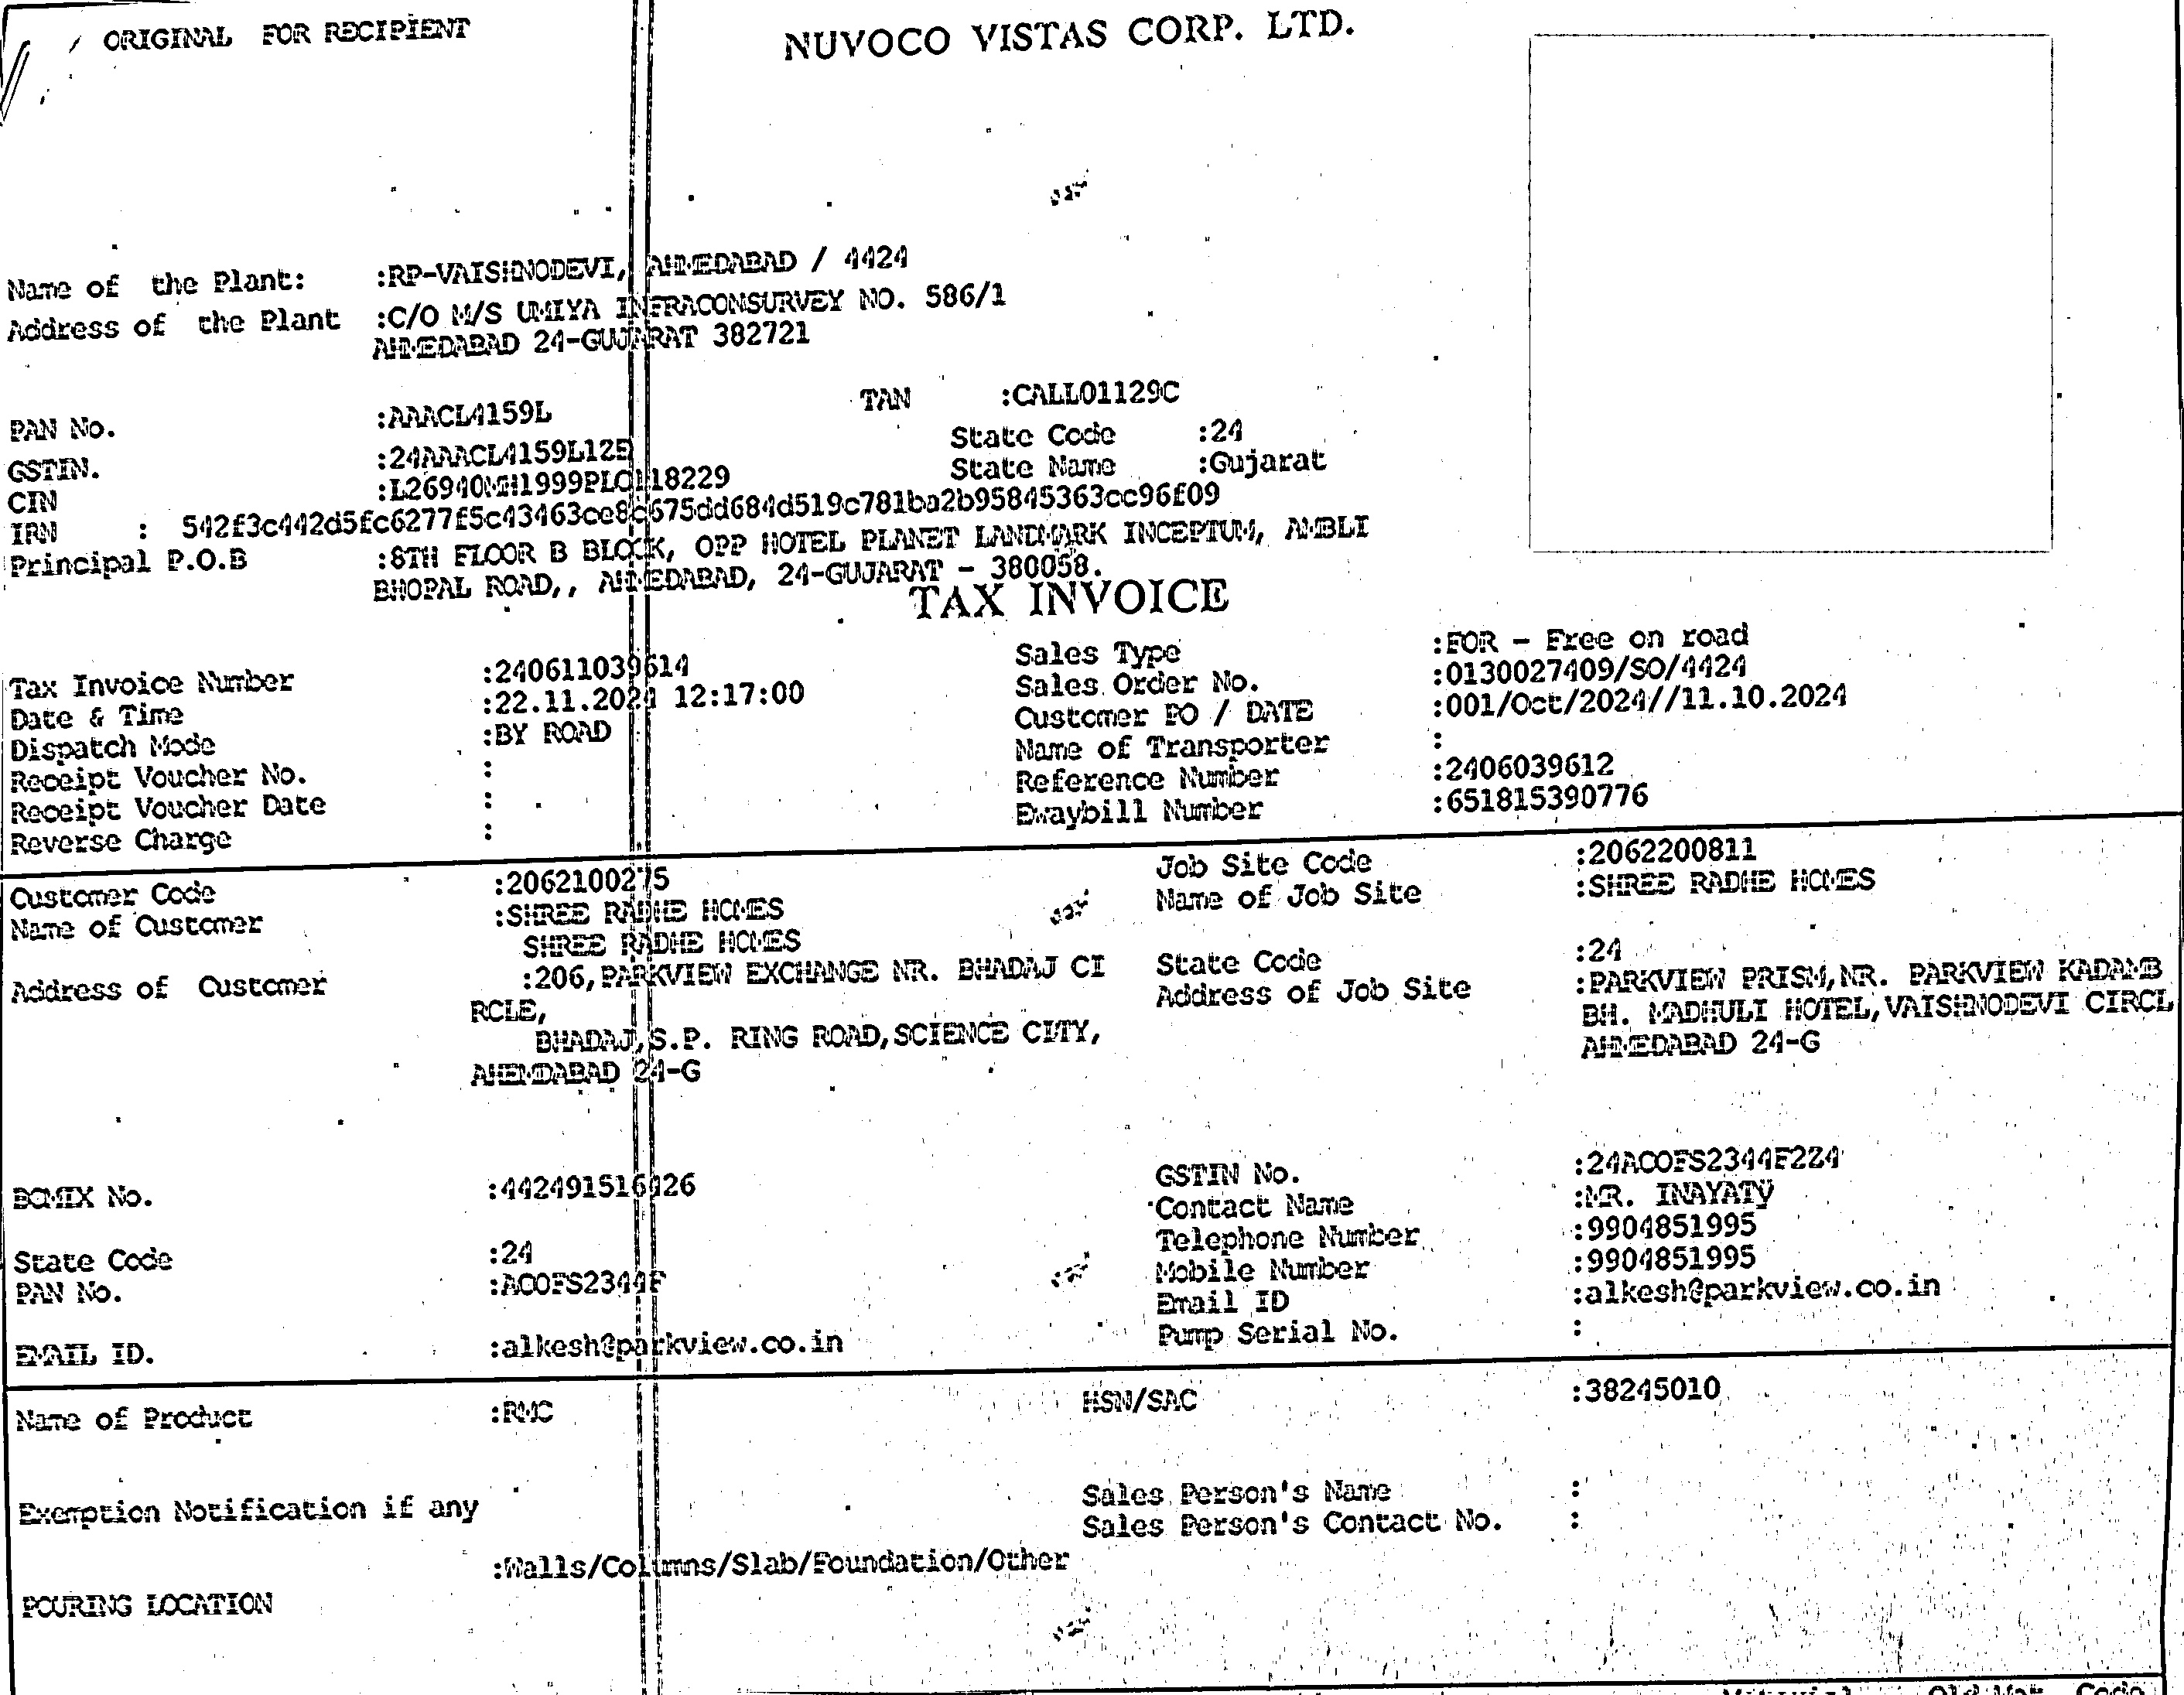 ORIGINAL FOR RECIPIENT
NUVOCO VISTAS CORP. LTD.
Name of the Plant: :RP-VAISHNODEVI, AHMEDABAD / 4424
Address of the Plant :C/O M/S UMIYA INFRACONSURVEY NO. 586/1
AHMEDABAD 24-GUJARAT 382721
PAN No. :AAACL4159L TAN :CALL01129C
GSTIN. :24AAACL4159L1ZE State Code :24
CIN :L26940MH1999PLC118229 State Name :Gujarat
IRN : 542f3c442d5fc6277f5c43463ce8c675dd684d519c781ba2b95845363cc96f09
Principal P.O.B :8TH FLOOR B BLOCK, OPP HOTEL PLANET LANDMARK INCEPTUM, AMBLI
BHOPAL ROAD,, AHMEDABAD, 24-GUJARAT - 380058.
TAX INVOICE
Tax Invoice Number :240611039614 Sales Type :FOR - Free on road
Date & Time :22.11.2024 12:17:00 Sales Order No. :0130027409/SO/4424
Dispatch Mode :BY ROAD Customer PO / DATE :001/Oct/2024//11.10.2024
Receipt Voucher No. : Name of Transporter :
Receipt Voucher Date : Reference Number :2406039612
Reverse Charge : Ewaybill Number :651815390776
Customer Code :2062100275 Job Site Code :2062200811
Name of Customer :SHREE RADHE HOMES Name of Job Site :SHREE RADHE HOMES
SHREE RADHE HOMES
Address of Customer :206,PARKVIEW EXCHANGE NR. BHADAJ CI State Code :24
RCLE, Address of Job Site :PARKVIEW PRISM,NR. PARKVIEW KADAMB
BHADAJ,S.P. RING ROAD,SCIENCE CITY, BH. MADHULI HOTEL,VAISHNODEVI CIRCL
AHEMDABAD 24-G AHMEDABAD 24-G
BCMIX No. :442491516426 GSTIN No. :24ACOFS2344F2Z4
Contact Name :MR. INAYATV
State Code :24 Telephone Number :9904851995
PAN No. :ACOFS2344F Mobile Number :9904851995
Email ID :alkesh@parkview.co.in
EMAIL ID. :alkesh@parkview.co.in Pump Serial No. :
Name of Product :RMC HSN/SAC :38245010
Exemption Notification if any Sales Person's Name :
Sales Person's Contact No. :
:Walls/Columns/Slab/Foundation/Other
POURING LOCATION
Material Old Mat. Code